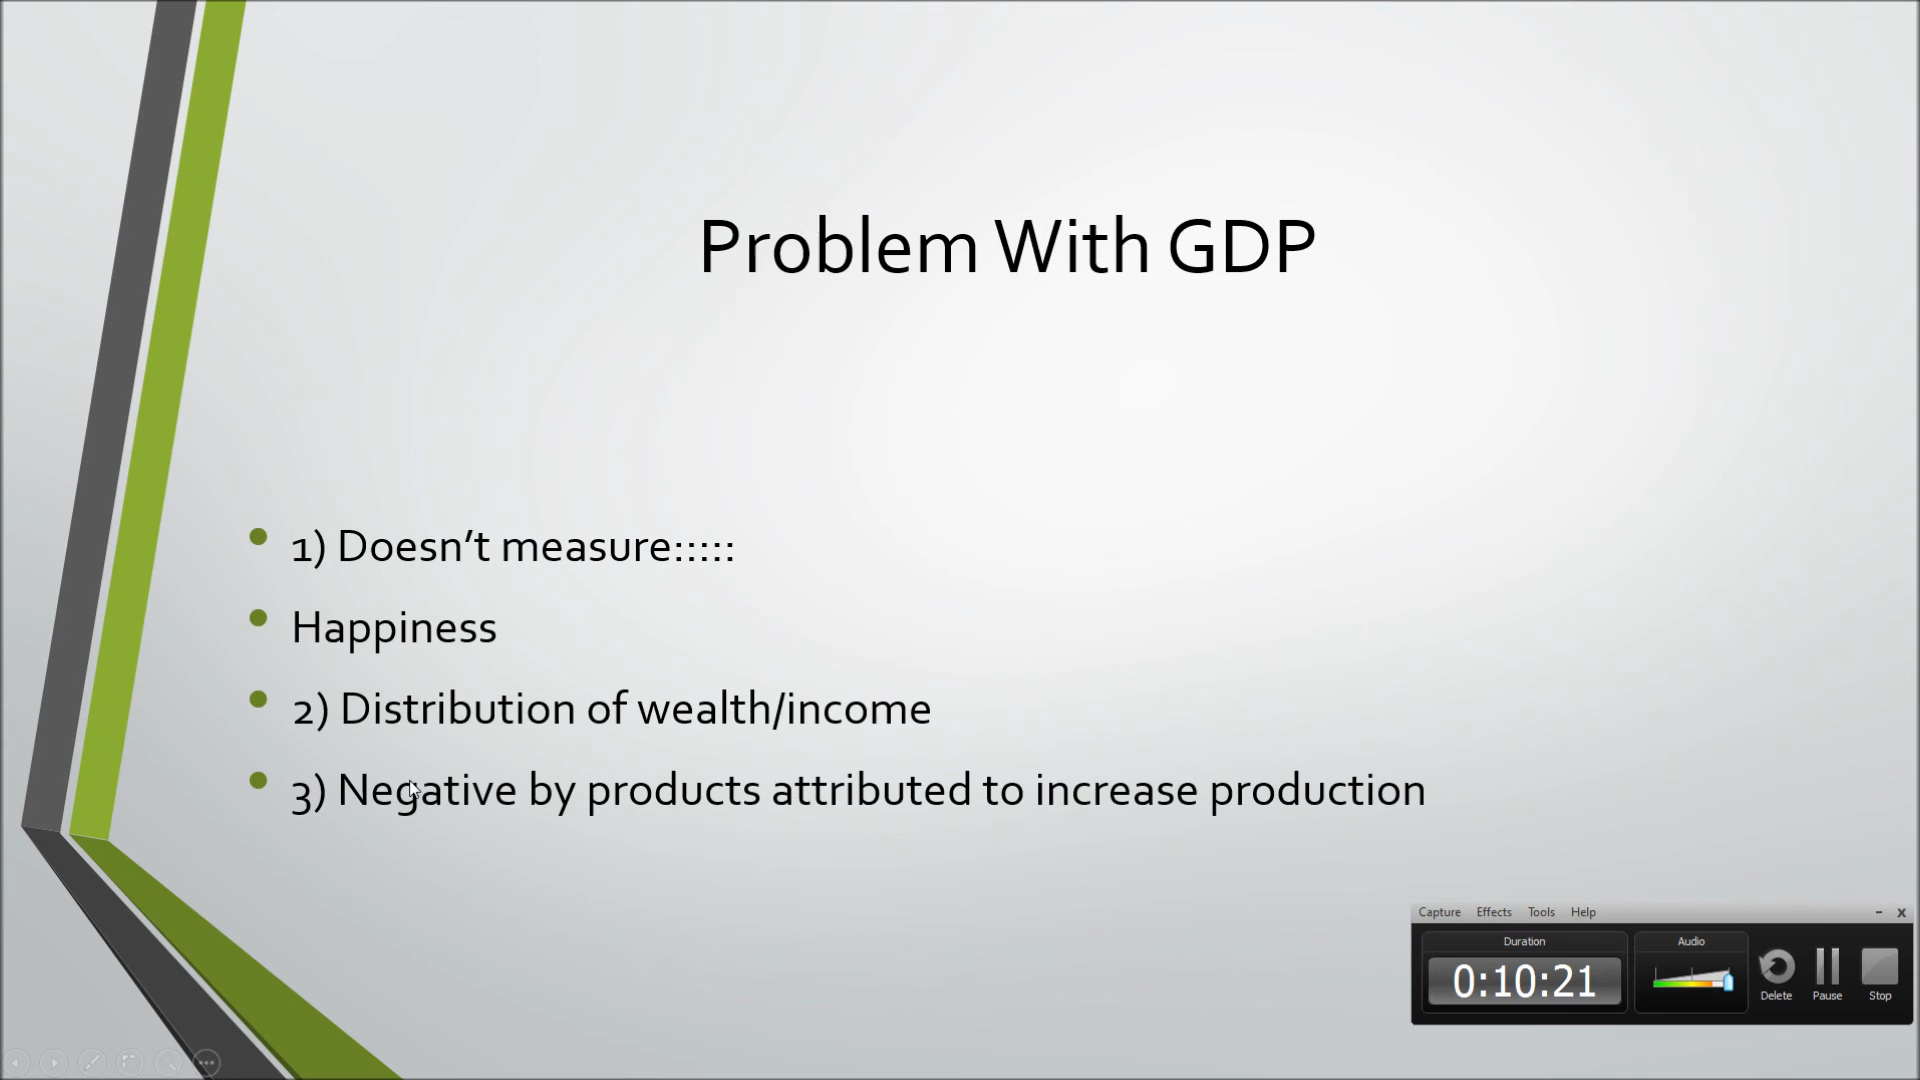 Problem With GDP
1) Doesn’t measure:::::
Happiness
2) Distribution of wealth/income
3) Negative by products attributed to increase production
Capture Effects Tools Help
Duration
Audio
0:10:21
Delete Pause Stop